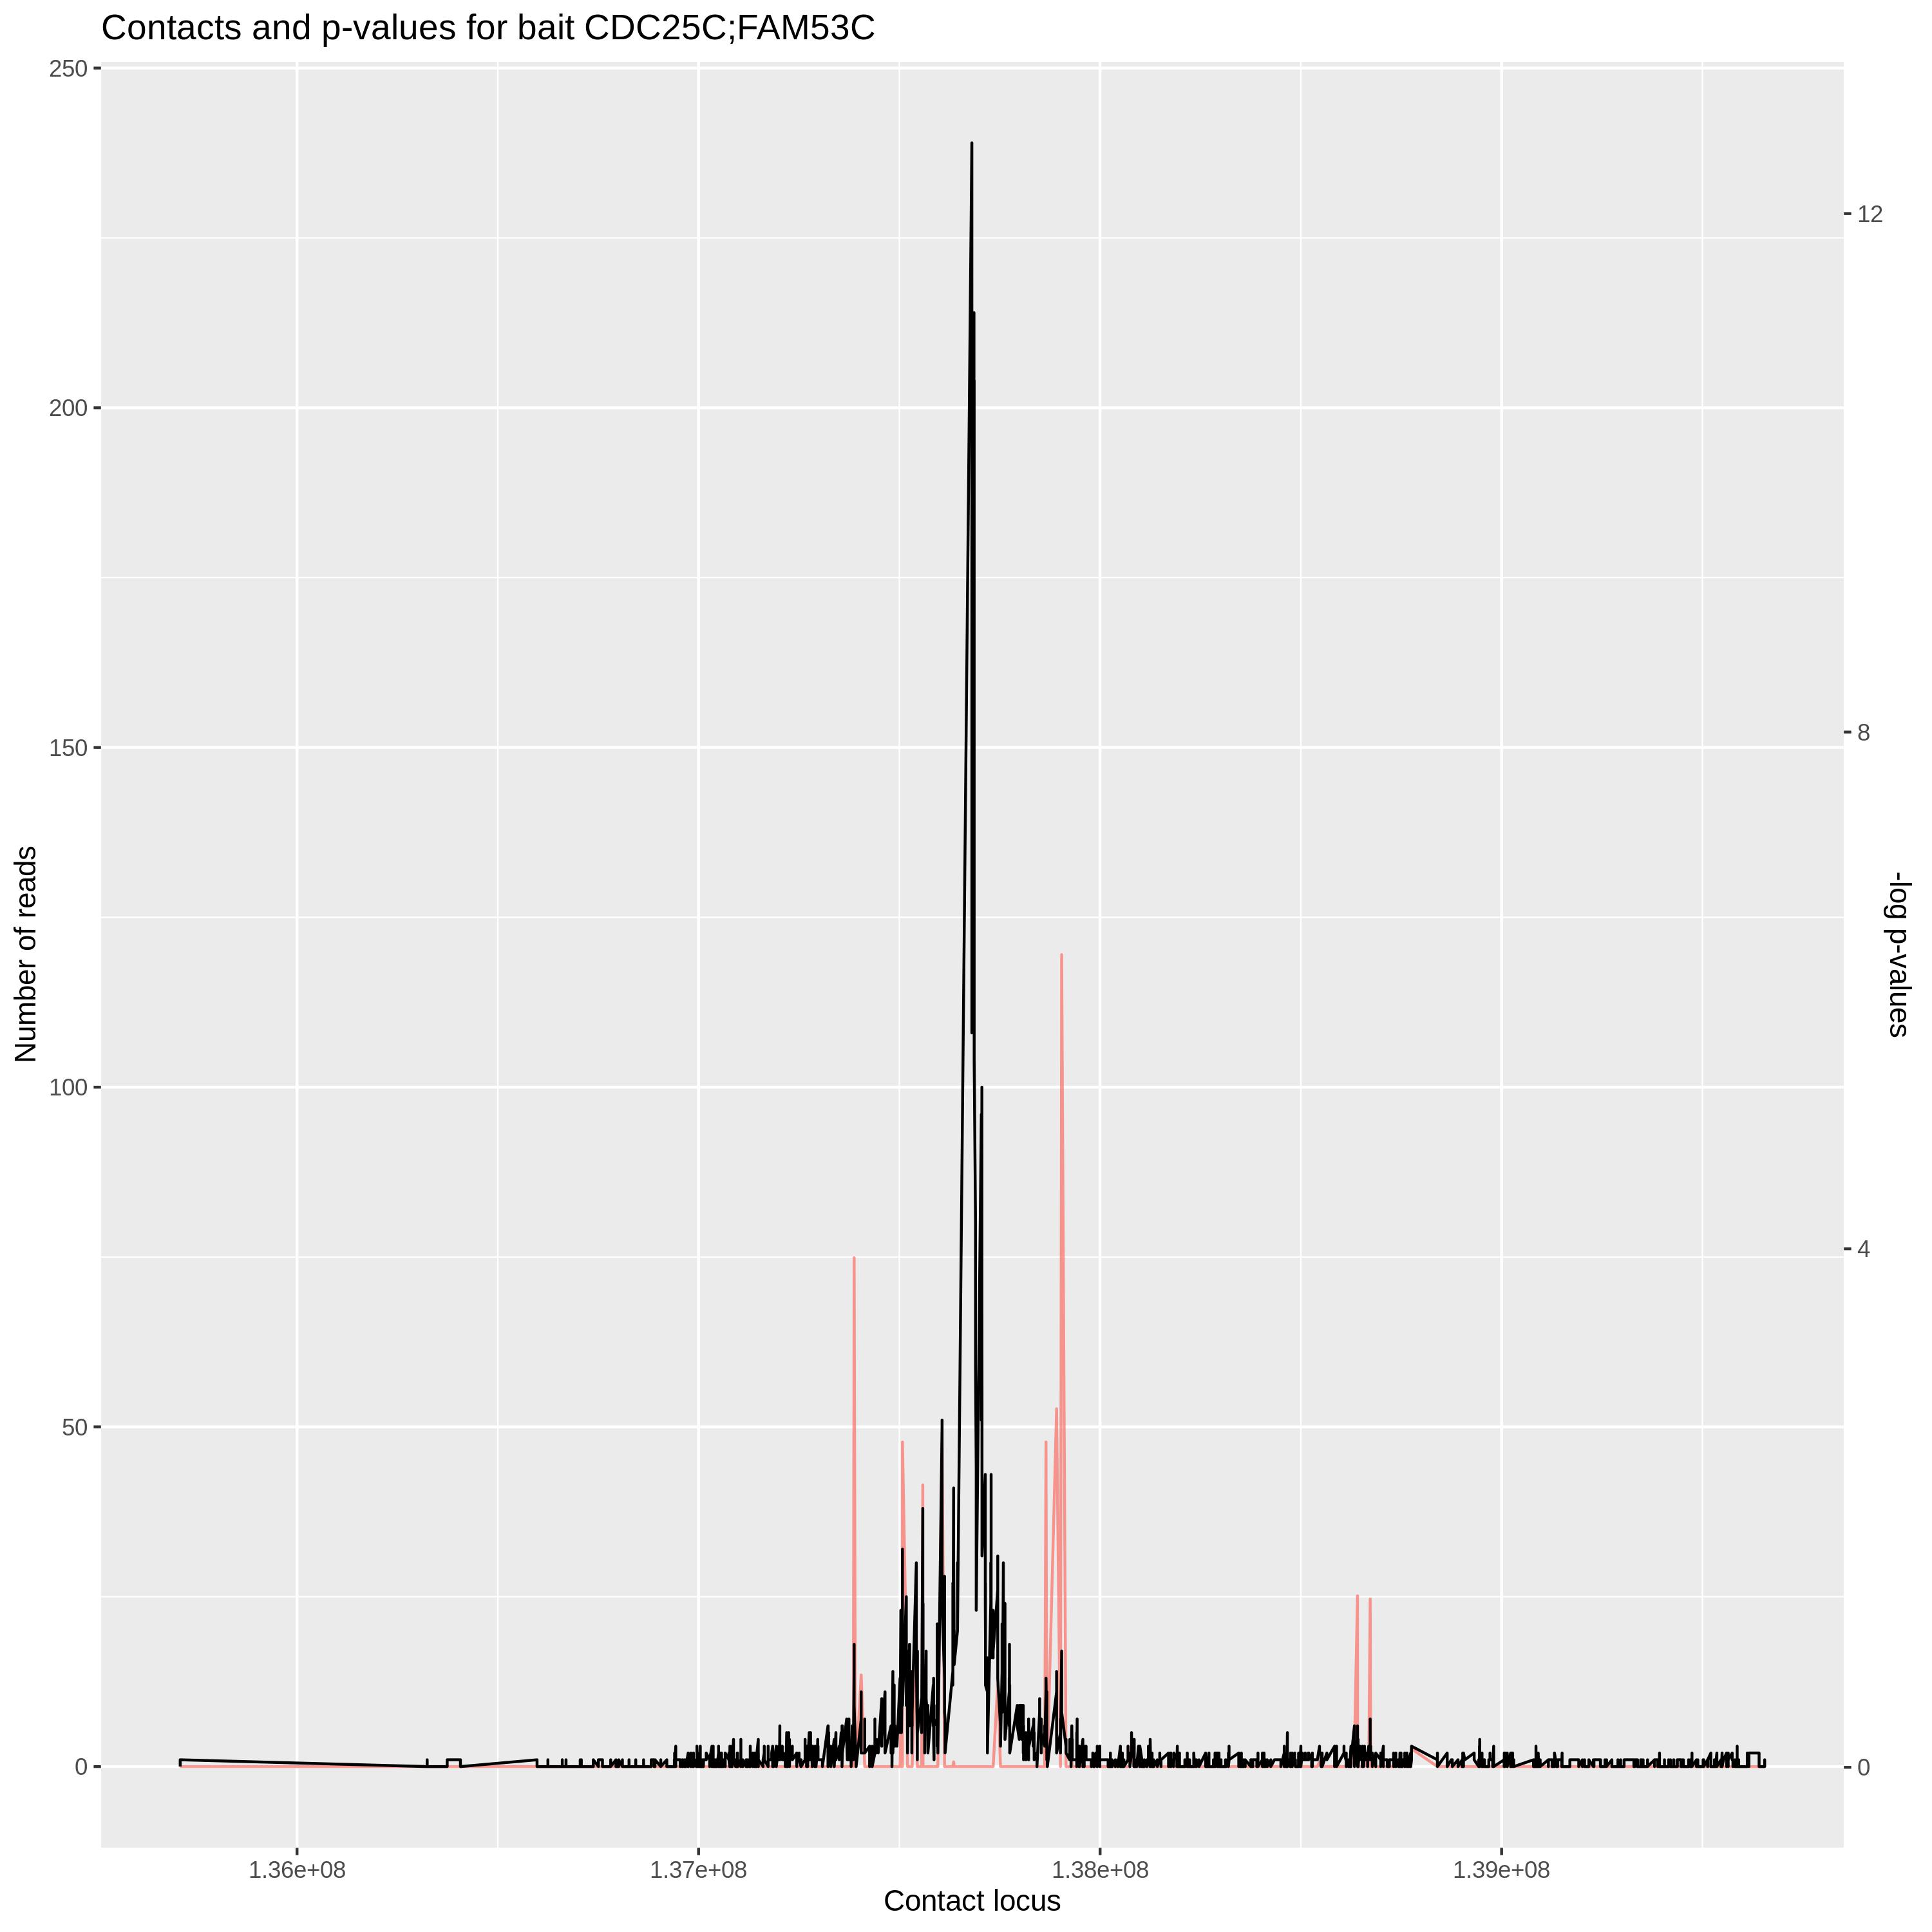 Contacts and p-values for bait CDC25C;FAM53C
250
200
150
100
50
0
Number of reads
12
8
4
0
-log p-values
1.36e+08
1.37e+08
1.38e+08
1.39e+08
Contact locus